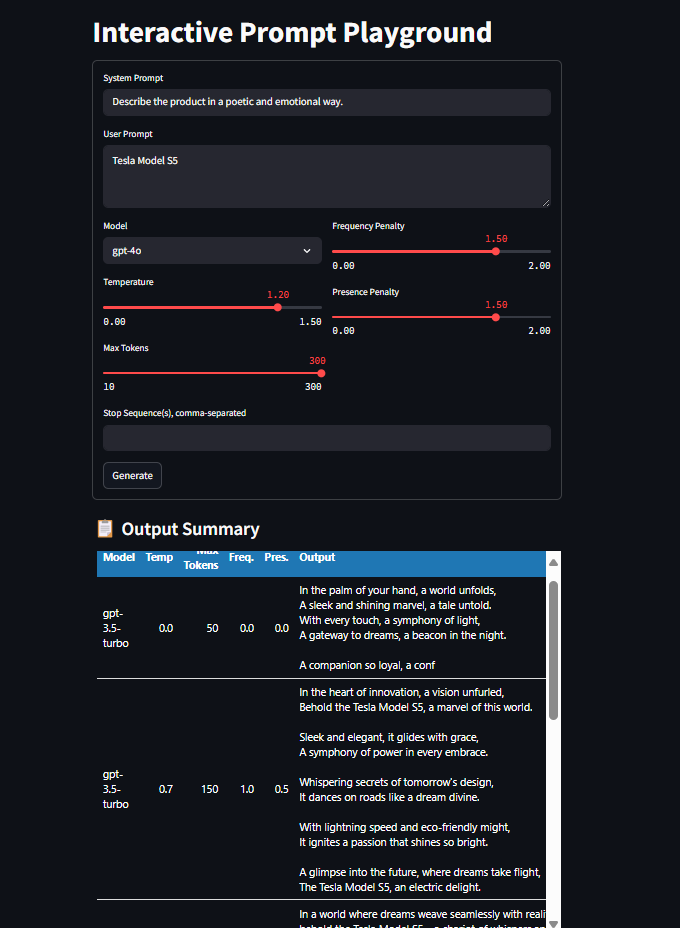 Interactive Prompt Playground
System Prompt
Describe the product in a poetic and emotional way.
User Prompt
Tesla Model S5
Model
gpt-4o
Frequency Penalty
1.50
0.00 2.00
Temperature
1.20
0.00 1.50
Presence Penalty
1.50
0.00 2.00
Max Tokens
300
10 300
Stop Sequence(s), comma-separated
Generate
Output Summary
Model Temp Max Tokens Freq. Pres. Output
gpt-
3.5-
turbo
0.0 50 0.0 0.0
In the palm of your hand, a world unfolds,
A sleek and shining marvel, a tale untold.
With every touch, a symphony of light,
A gateway to dreams, a beacon in the night.
A companion so loyal, a conf
gpt-
3.5-
turbo
0.7 150 1.0 0.5
In the heart of innovation, a vision unfurled,
Behold the Tesla Model S5, a marvel of this world.
Sleek and elegant, it glides with grace,
A symphony of power in every embrace.
Whispering secrets of tomorrow's design,
It dances on roads like a dream divine.
With lightning speed and eco-friendly might,
It ignites a passion that shines so bright.
A glimpse into the future, where dreams take flight,
The Tesla Model S5, an electric delight.
In a world where dreams weave seamlessly with reali